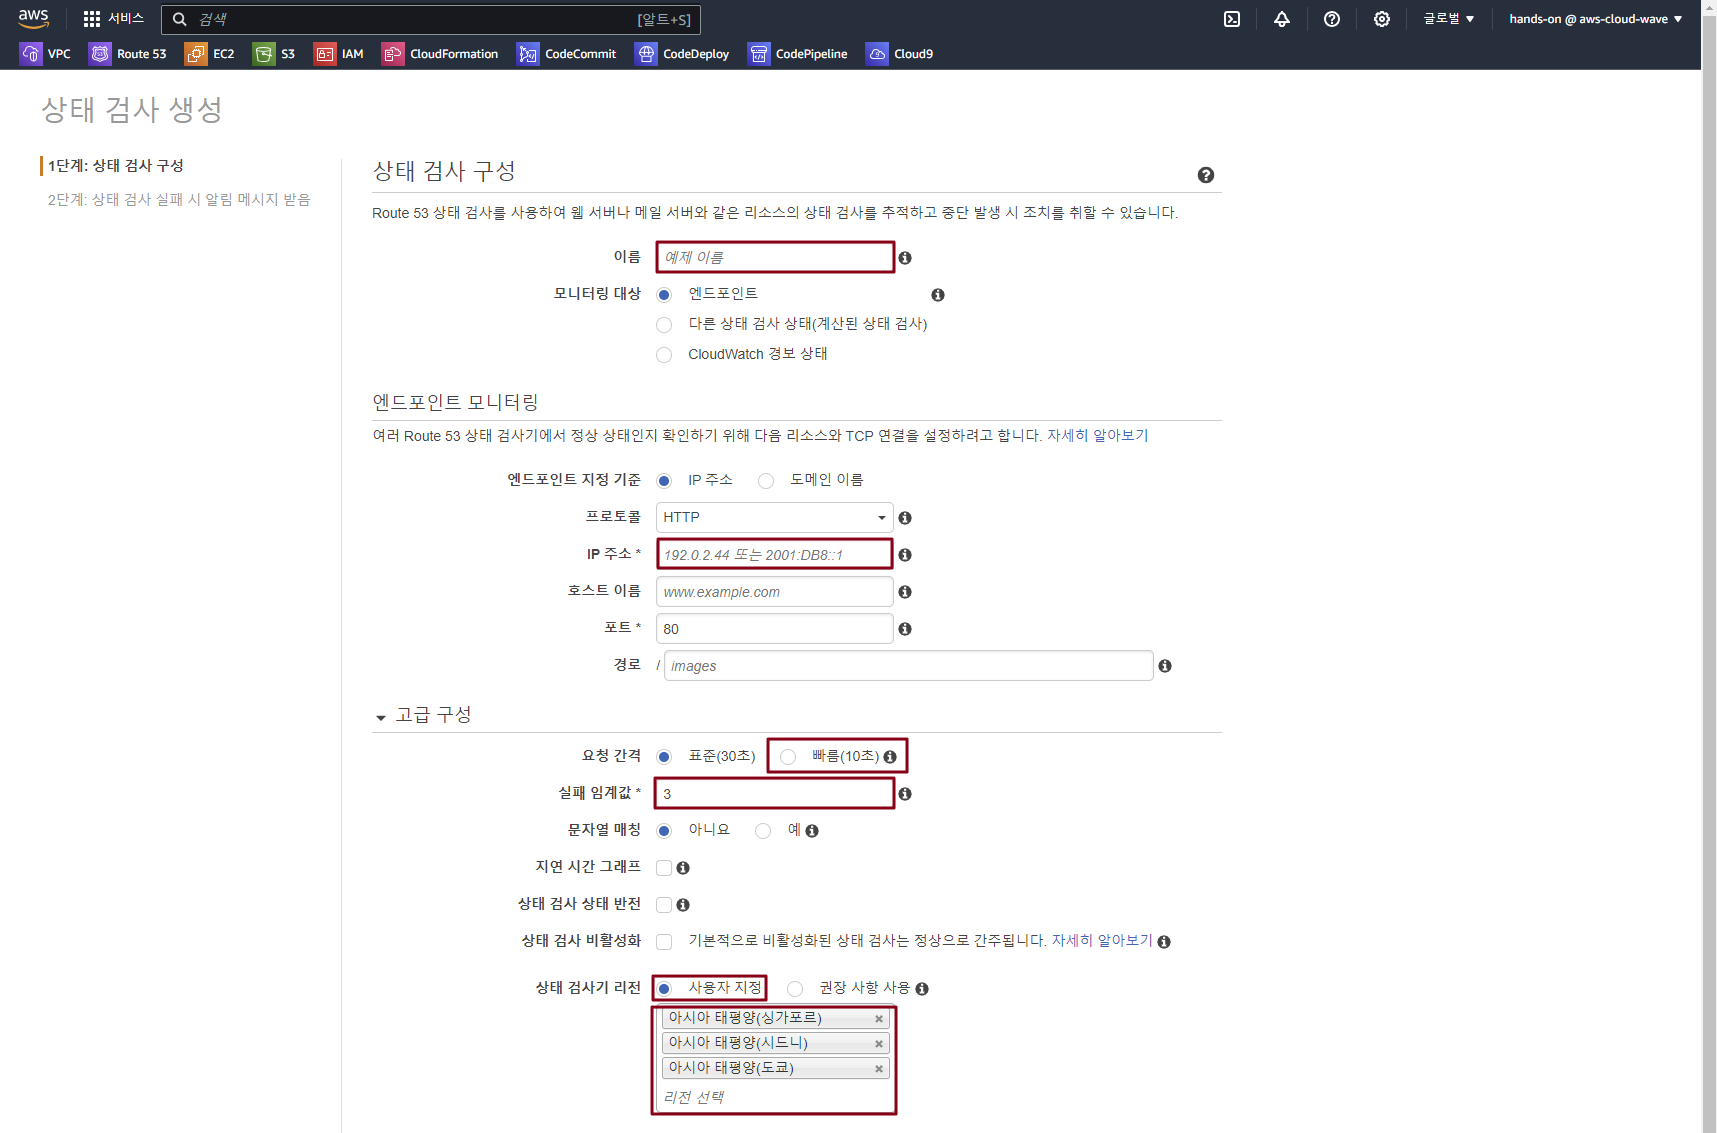 aws
서비스
검색
[알트+S]
글로벌 ▼
hands-on @ aws-cloud-wave ▼
VPC
Route 53
EC2
S3
IAM
CloudFormation
CodeCommit
CodeDeploy
CodePipeline
Cloud9
상태 검사 생성
1단계: 상태 검사 구성
2단계: 상태 검사 실패 시 알림 메시지 받음
상태 검사 구성
Route 53 상태 검사를 사용하여 웹 서버나 메일 서버와 같은 리소스의 상태 검사를 추적하고 중단 발생 시 조치를 취할 수 있습니다.
이름 예제 이름
모니터링 대상 엔드포인트
다른 상태 검사 상태(계산된 상태 검사)
CloudWatch 경보 상태
엔드포인트 모니터링
여러 Route 53 상태 검사기에서 정상 상태인지 확인하기 위해 다음 리소스와 TCP 연결을 설정하려고 합니다. 자세히 알아보기
엔드포인트 지정 기준 IP 주소 도메인 이름
프로토콜 HTTP
IP 주소 * 192.0.2.44 또는 2001:DB8::1
호스트 이름 www.example.com
포트 * 80
경로 / images
고급 구성
요청 간격 표준(30초) 빠름(10초)
실패 임계값 * 3
문자열 매칭 아니요 예
지연 시간 그래프
상태 검사 상태 반전
상태 검사 비활성화 기본적으로 비활성화된 상태 검사는 정상으로 간주됩니다. 자세히 알아보기
상태 검사기 리전 사용자 지정 권장 사항 사용
아시아 태평양(싱가포르) ×
아시아 태평양(시드니) ×
아시아 태평양(도쿄) ×
리전 선택